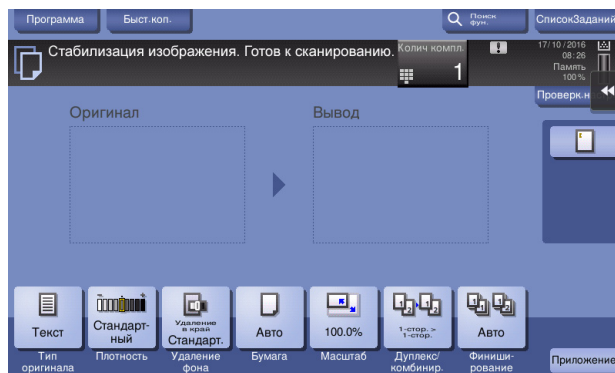 Программа
Быст.коп.
Поиск
фун.
СписокЗаданий
Стабилизация изображения. Готов к сканированию.
Колич компл.
1
17/10/2016
08:26
Память
100%
Проверк.н
Оригинал
Вывод
Текст
Стандарт-
ный
Удаление
в край
Стандарт.
Авто
100.0%
1-стор. >
1-стор.
Авто
Тип
оригинала
Плотность
Удаление
фона
Бумага
Масштаб
Дуплекс/
комбинир.
Финиши-
рование
Приложение